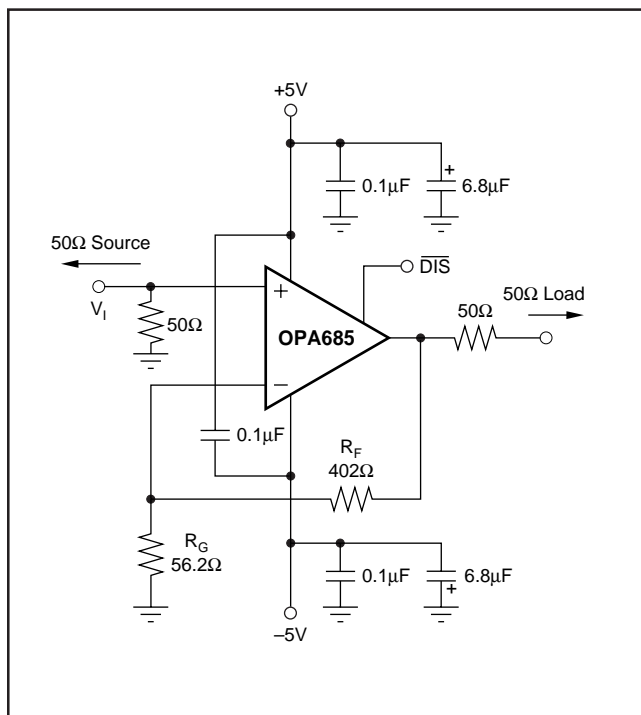 +5V
+
0.1µF
6.8µF
50Ω Source
DIS
V_I
50Ω Load
+
50Ω
50Ω
OPA685
−
0.1µF
R_F
402Ω
R_G
56.2Ω
0.1µF
6.8µF
+
–5V